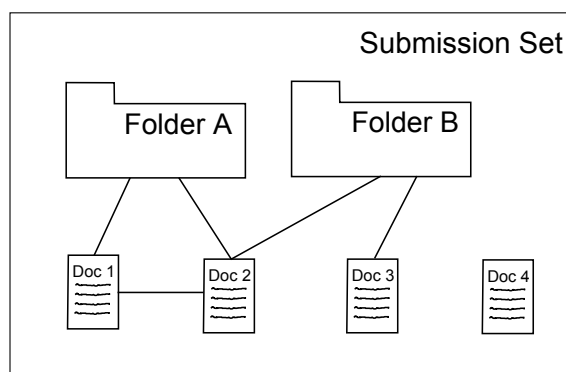 Submission Set
Folder A
Folder B
Doc 1
Doc 2
Doc 3
Doc 4